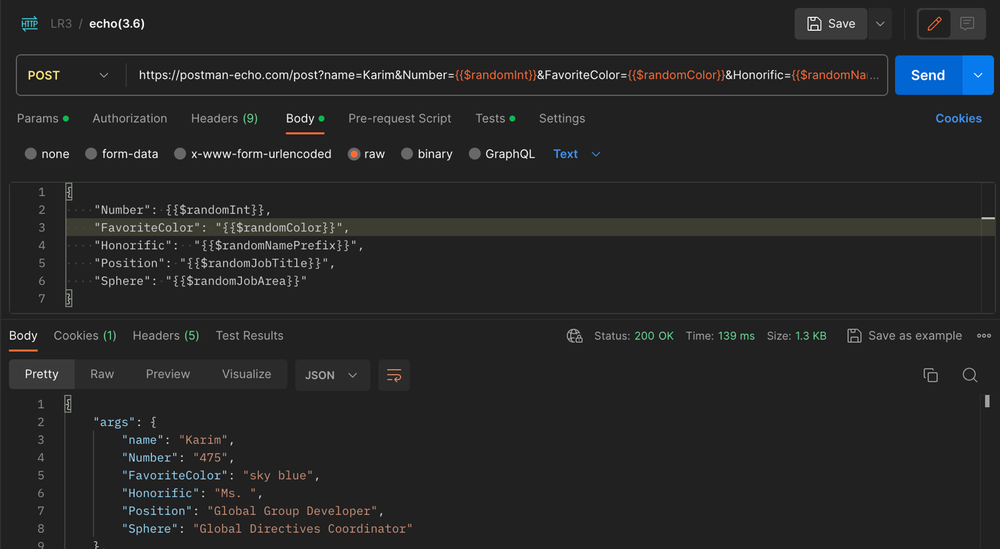 HTTP LR3 / echo(3.6) Save
POST https://postman-echo.com/post?name=Karim&Number={{$randomInt}}&FavoriteColor={{$randomColor}}&Honorific={{$randomNa... Send
Params Authorization Headers (9) Body Pre-request Script Tests Settings Cookies
none form-data x-www-form-urlencoded raw binary GraphQL Text
1 {
2 "Number": {{$randomInt}},
3 "FavoriteColor": "{{$randomColor}}",
4 "Honorific": "{{$randomNamePrefix}}",
5 "Position": "{{$randomJobTitle}}",
6 "Sphere": "{{$randomJobArea}}"
7 }
Body Cookies (1) Headers (5) Test Results Status: 200 OK Time: 139 ms Size: 1.3 KB Save as example
Pretty Raw Preview Visualize JSON
1 {
2 "args": {
3 "name": "Karim",
4 "Number": "475",
5 "FavoriteColor": "sky blue",
6 "Honorific": "Ms. ",
7 "Position": "Global Group Developer",
8 "Sphere": "Global Directives Coordinator"
9 },